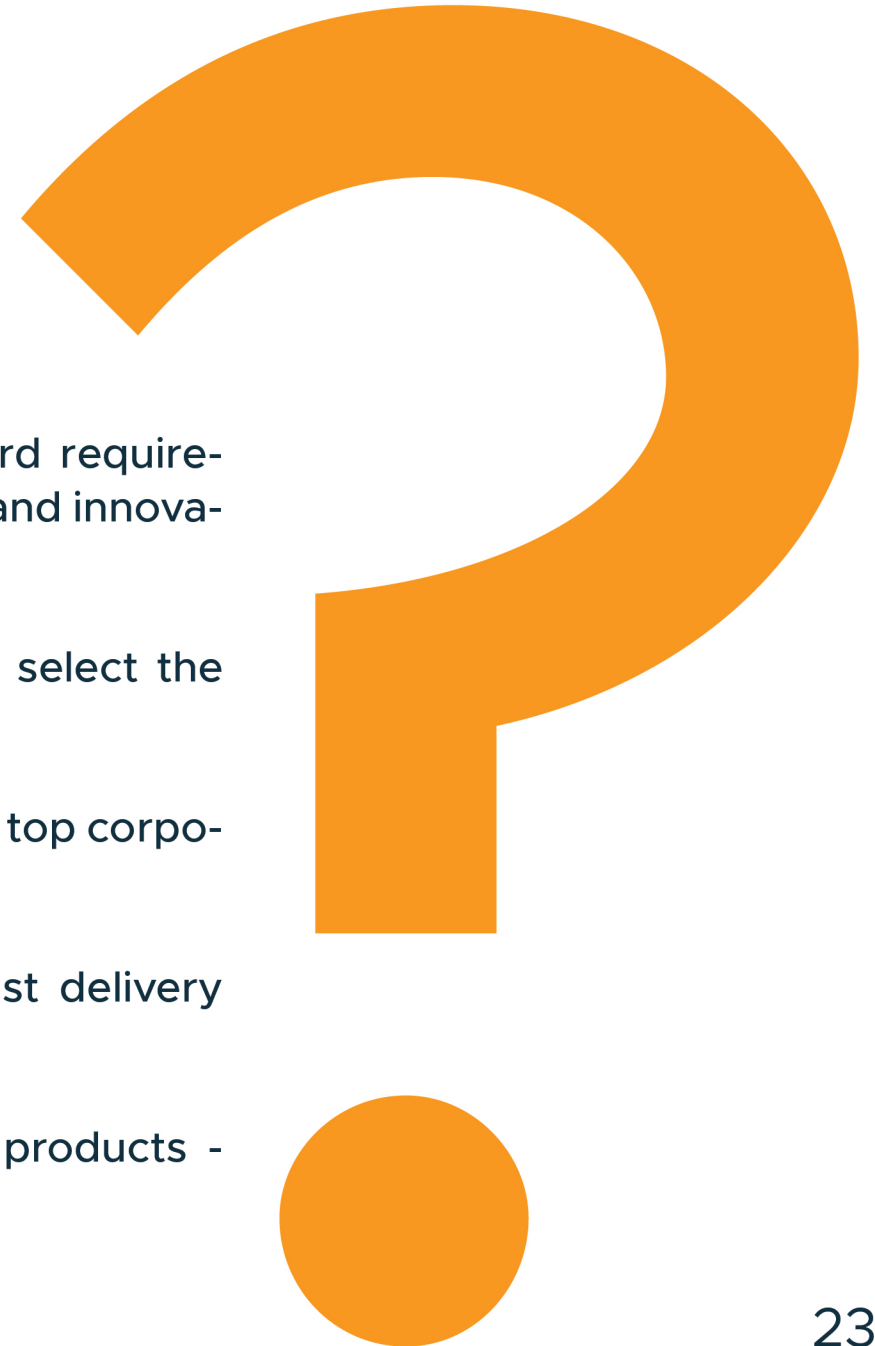 rd require-
and innova-
select the
top corpo-
st delivery
products -
23